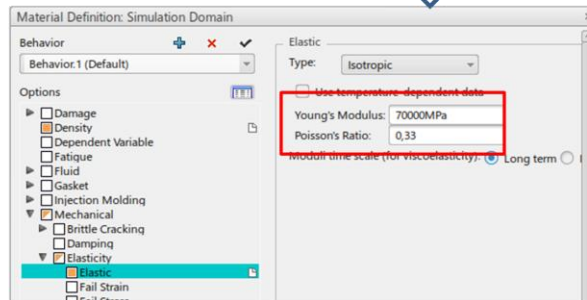 Material Definition: Simulation Domain
Behavior
Behavior.1 (Default)
Options
Damage
Density
Dependent Variable
Fatigue
Fluid
Gasket
Injection Molding
Mechanical
Brittle Cracking
Damping
Elasticity
Elastic
Fail Strain
Fail Stress
Elastic
Type: Isotropic
Use temperature-dependent data
Young's Modulus: 70000MPa
Poisson's Ratio: 0,33
Moduli time scale (for viscoelasticity): Long term